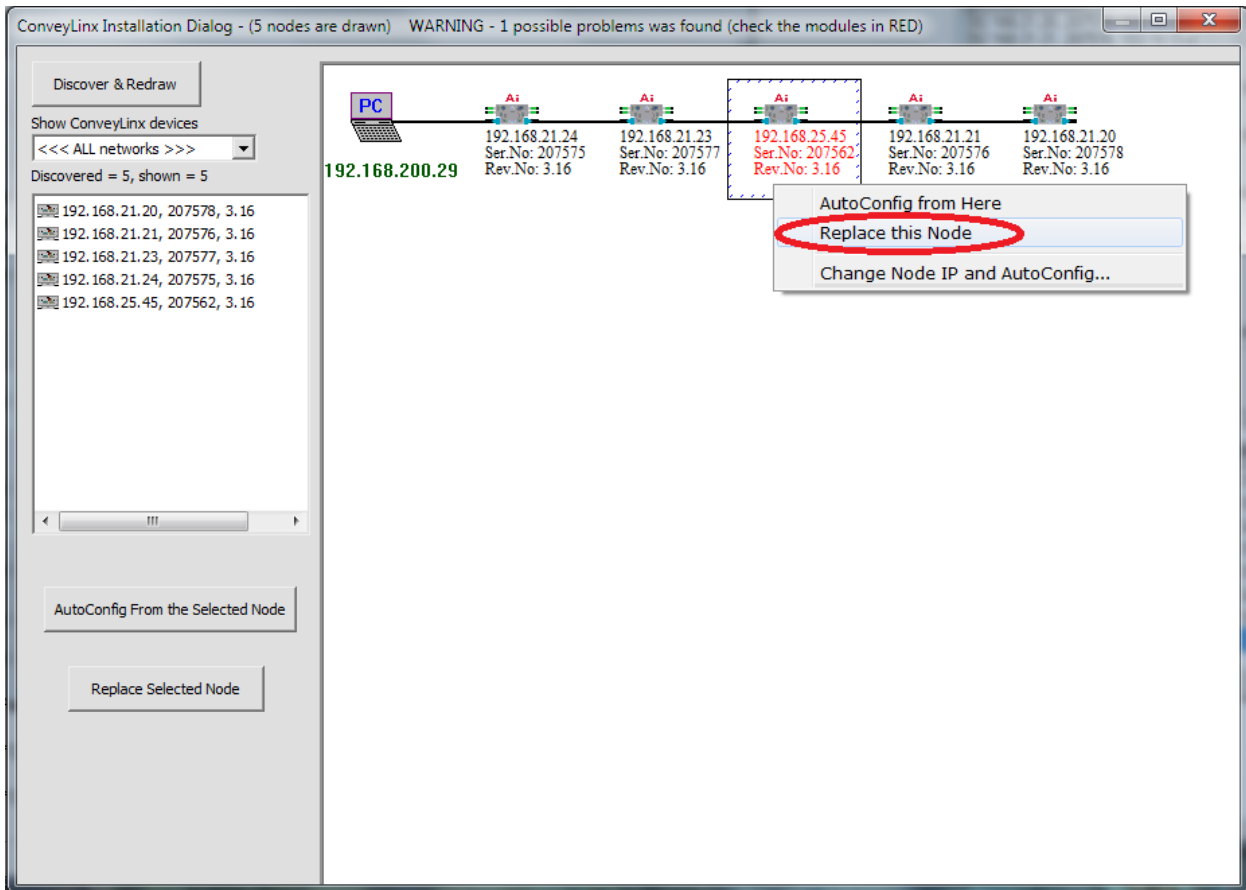 ConveyLinx Installation Dialog - (5 nodes are drawn)    WARNING - 1 possible problems was found (check the modules in RED)
Discover & Redraw
Show ConveyLinx devices
<<< ALL networks >>>
Discovered = 5, shown = 5
192.168.21.20, 207578, 3.16
192.168.21.21, 207576, 3.16
192.168.21.23, 207577, 3.16
192.168.21.24, 207575, 3.16
192.168.25.45, 207562, 3.16
AutoConfig From the Selected Node
Replace Selected Node
PC
192.168.200.29
Ai
192.168.21.24
Ser.No: 207575
Rev.No: 3.16
Ai
192.168.21.23
Ser.No: 207577
Rev.No: 3.16
Ai
192.168.25.45
Ser.No: 207562
Rev.No: 3.16
Ai
192.168.21.21
Ser.No: 207576
Rev.No: 3.16
Ai
192.168.21.20
Ser.No: 207578
Rev.No: 3.16
AutoConfig from Here
Replace this Node
Change Node IP and AutoConfig...